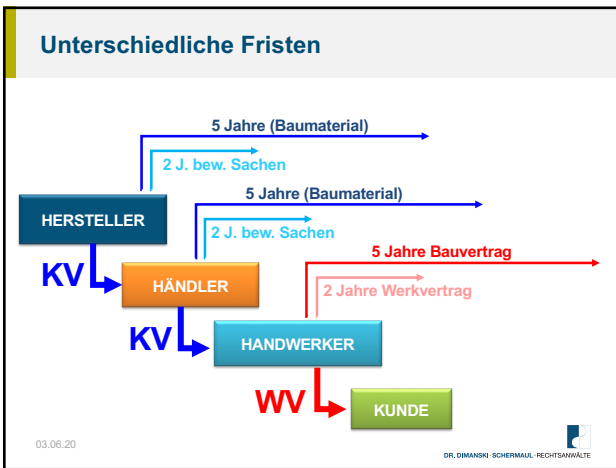 Unterschiedliche Fristen
5 Jahre (Baumaterial)
2 J. bew. Sachen
HERSTELLER
5 Jahre (Baumaterial)
2 J. bew. Sachen
KV
HÄNDLER
5 Jahre Bauvertrag
2 Jahre Werkvertrag
KV
HANDWERKER
WV
KUNDE
03.06.20
DR. DIMANSKI · SCHERMAUL · RECHTSANWÄLTE